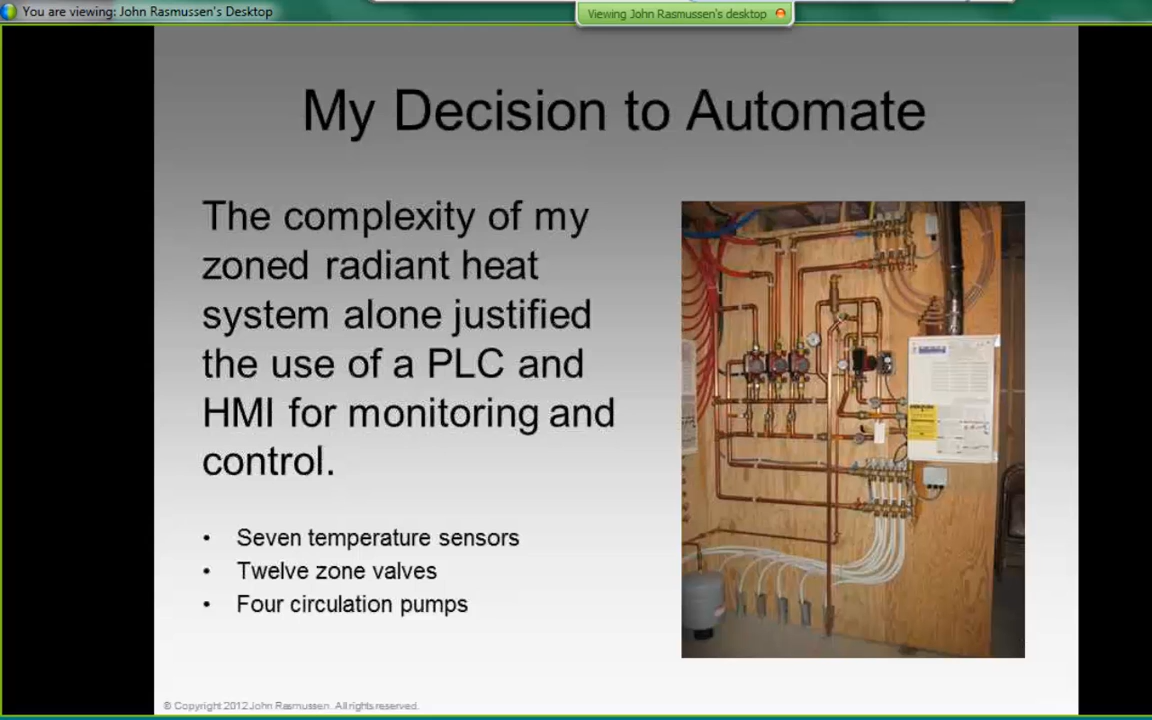 You are viewing: John Rasmussen's Desktop
Viewing John Rasmussen's desktop
My Decision to Automate
The complexity of my
zoned radiant heat
system alone justified
the use of a PLC and
HMI for monitoring and
control.
• Seven temperature sensors
• Twelve zone valves
• Four circulation pumps
© Copyright 2012 John Rasmussen. All rights reserved.